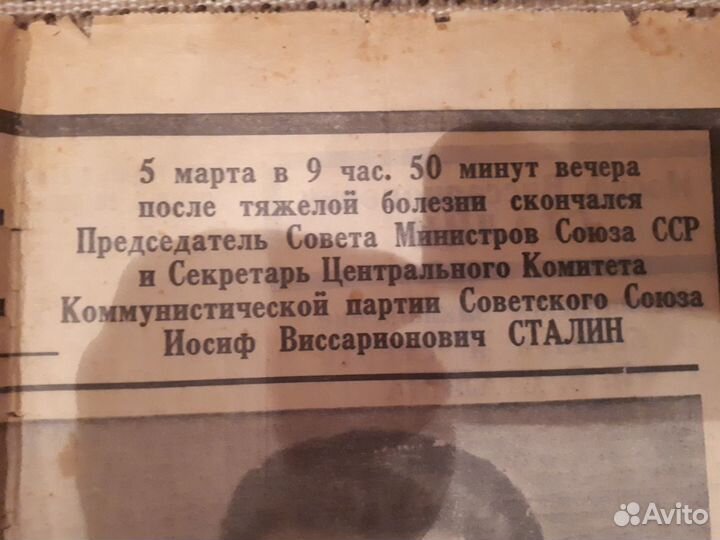 5 марта в 9 час. 50 минут вечера
после тяжелой болезни скончался
Председатель Совета Министров Союза ССР
и Секретарь Центрального Комитета
Коммунистической партии Советского Союза
Иосиф Виссарионович СТАЛИН
Avito